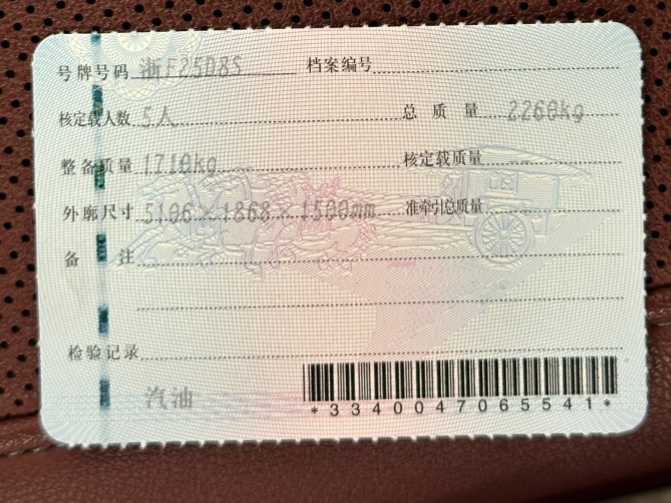 号牌号码 浙F25D8S 档案编号
核定载人数 5人 总质量 2260kg
整备质量 1710kg 核定载质量
外廓尺寸 5106×1868×1500mm 准牵引总质量
备注
检验记录
汽油
*3340047065541*